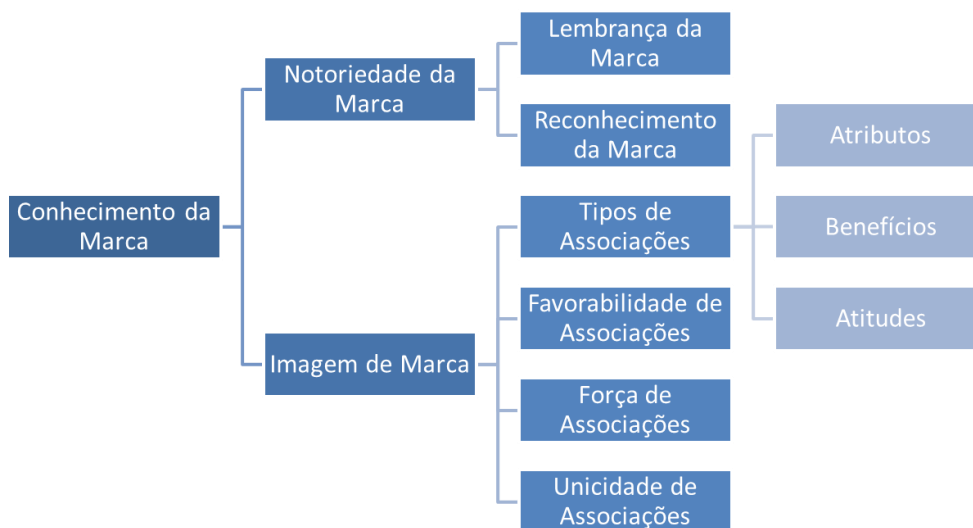 Conhecimento da
Marca
Notoriedade da
Marca
Lembrança da
Marca
Reconhecimento
da Marca
Imagem de Marca
Tipos de
Associações
Atributos
Benefícios
Atitudes
Favorabilidade de
Associações
Força de
Associações
Unicidade de
Associações